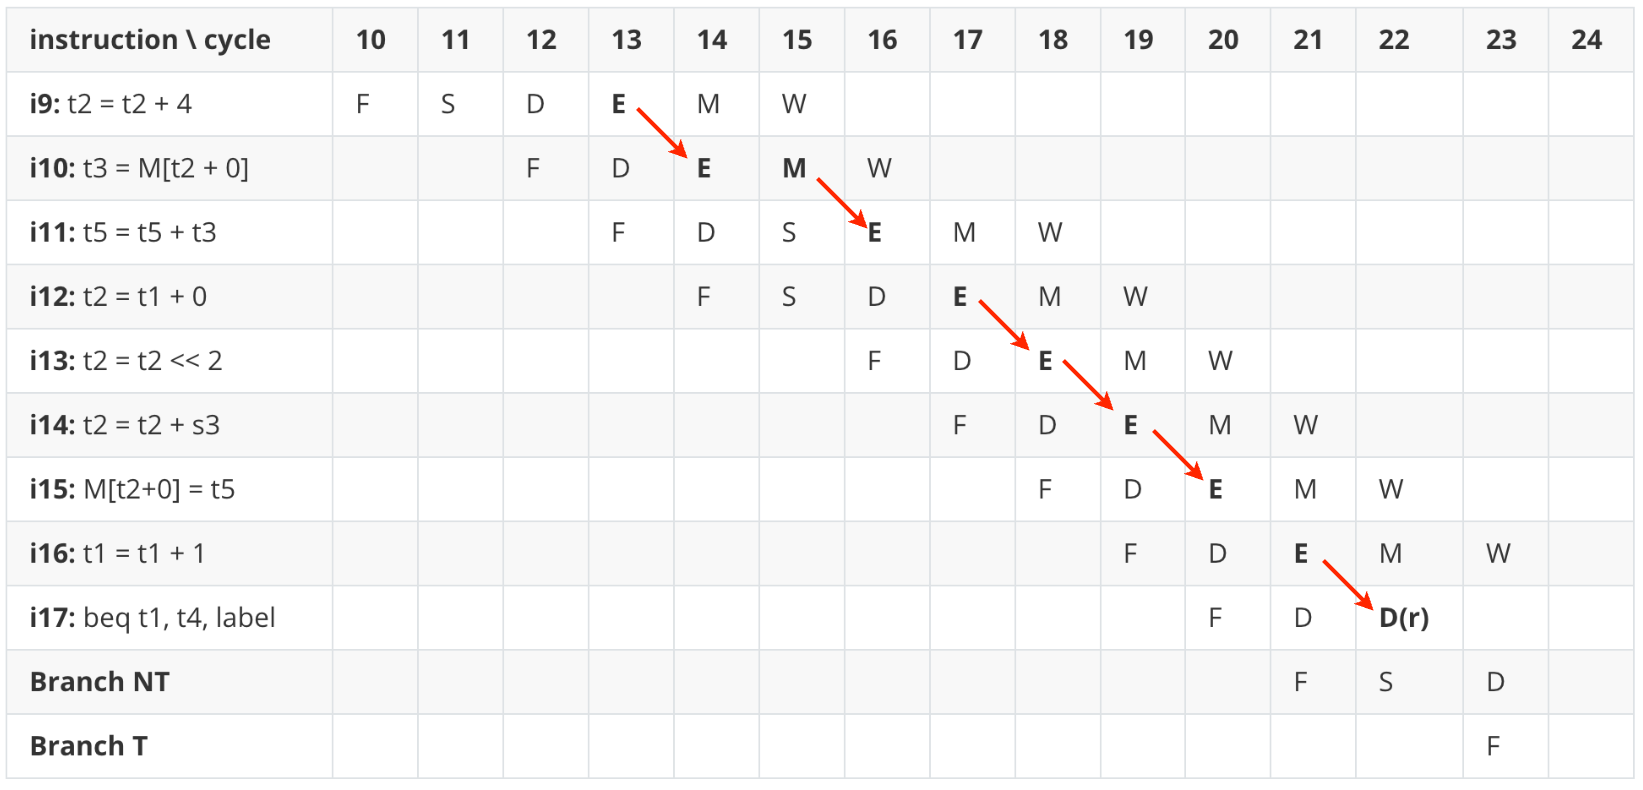 instruction \ cycle 10 11 12 13 14 15 16 17 18 19 20 21 22 23 24
i9: t2 = t2 + 4 F S D E M W
i10: t3 = M[t2 + 0] F D E M W
i11: t5 = t5 + t3 F D S E M W
i12: t2 = t1 + 0 F S D E M W
i13: t2 = t2 << 2 F D E M W
i14: t2 = t2 + s3 F D E M W
i15: M[t2+0] = t5 F D E M W
i16: t1 = t1 + 1 F D E M W
i17: beq t1, t4, label F D D(r)
Branch NT F S D
Branch T F